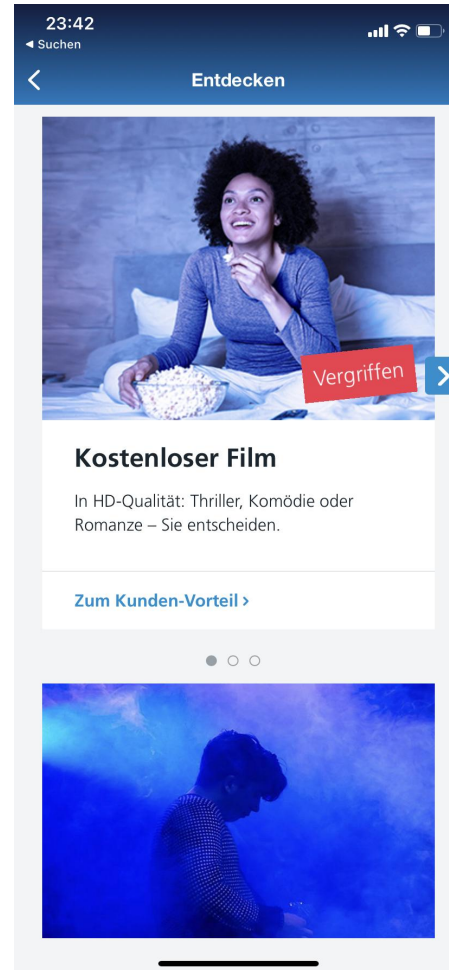 23:42
◄ Suchen
Entdecken
Vergriffen
Kostenloser Film
In HD-Qualität: Thriller, Komödie oder
Romanze – Sie entscheiden.
Zum Kunden-Vorteil ›